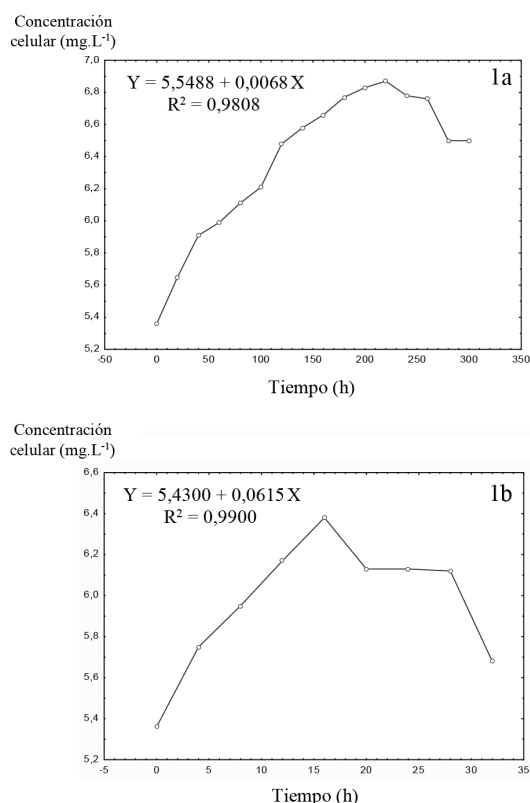 Concentración
celular (mg.L⁻¹)
7,0
6,8
6,6
6,4
6,2
6,0
5,8
5,6
5,4
5,2
Y = 5,5488 + 0,0068 X
R² = 0,9808
1a
-50 0 50 100 150 200 250 300 350
Tiempo (h)
Concentración
celular (mg.L⁻¹)
6,6
6,4
6,2
6,0
5,8
5,6
5,4
5,2
Y = 5,4300 + 0,0615 X
R² = 0,9900
1b
-5 0 5 10 15 20 25 30 35
Tiempo (h)